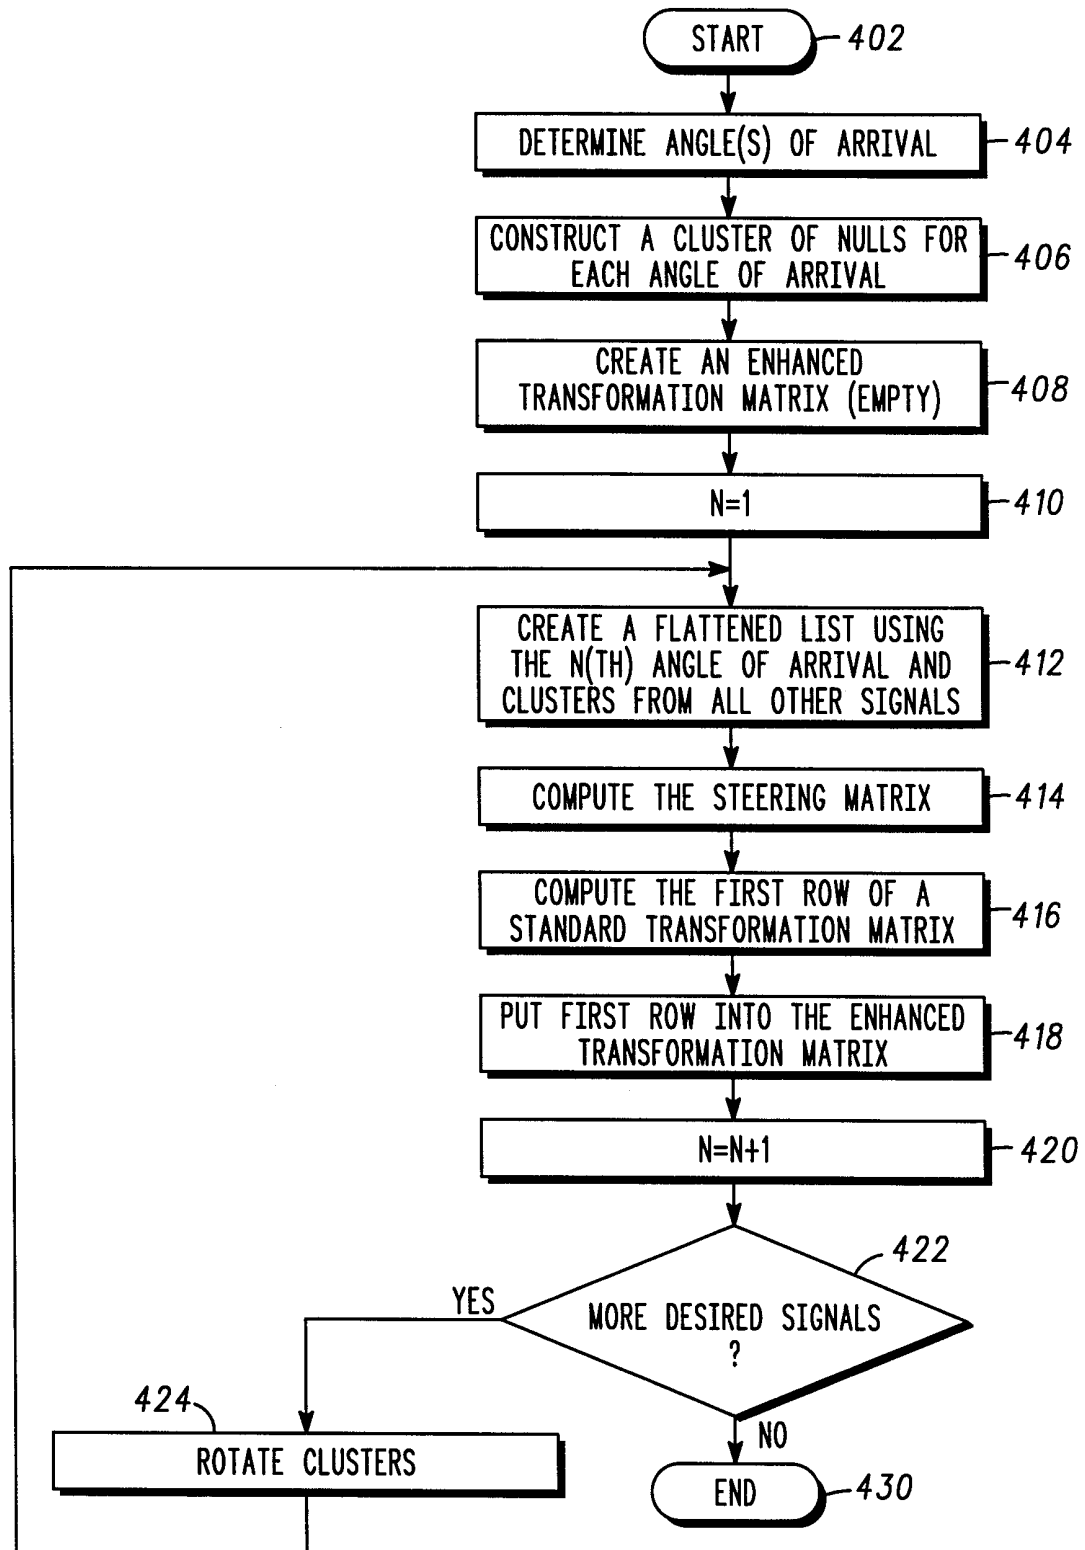 START
402
DETERMINE ANGLE(S) OF ARRIVAL
404
CONSTRUCT A CLUSTER OF NULLS FOR
EACH ANGLE OF ARRIVAL
406
CREATE AN ENHANCED
TRANSFORMATION MATRIX (EMPTY)
408
N=1
410
CREATE A FLATTENED LIST USING
THE N(TH) ANGLE OF ARRIVAL AND
CLUSTERS FROM ALL OTHER SIGNALS
412
COMPUTE THE STEERING MATRIX
414
COMPUTE THE FIRST ROW OF A
STANDARD TRANSFORMATION MATRIX
416
PUT FIRST ROW INTO THE ENHANCED
TRANSFORMATION MATRIX
418
N=N+1
420
422
YES
MORE DESIRED SIGNALS
?
424
NO
ROTATE CLUSTERS
END
430